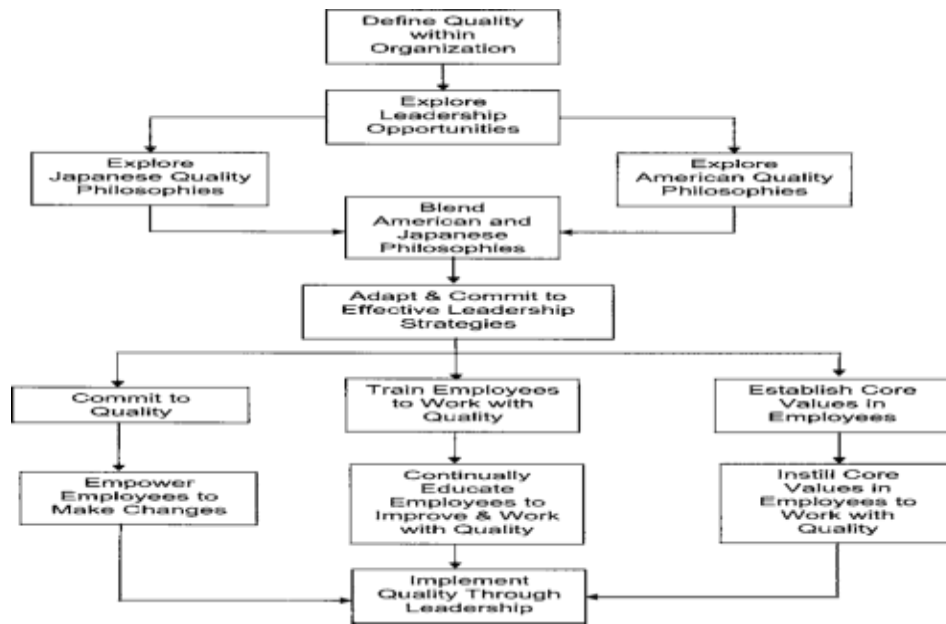 Define Quality
within
Organization
Explore
Leadership
Opportunities
Explore
Japanese Quality
Philosophies
Explore
American Quality
Philosophies
Blend
American and
Japanese
Philosophies
Adapt & Commit to
Effective Leadership
Strategies
Commit to
Quality
Train Employees
to Work with
Quality
Establish Core
Values in
Employees
Empower
Employees to
Make Changes
Continually
Educate
Employees to
Improve & Work
with Quality
Instill Core
Values in
Employees to
Work with
Quality
Implement
Quality Through
Leadership